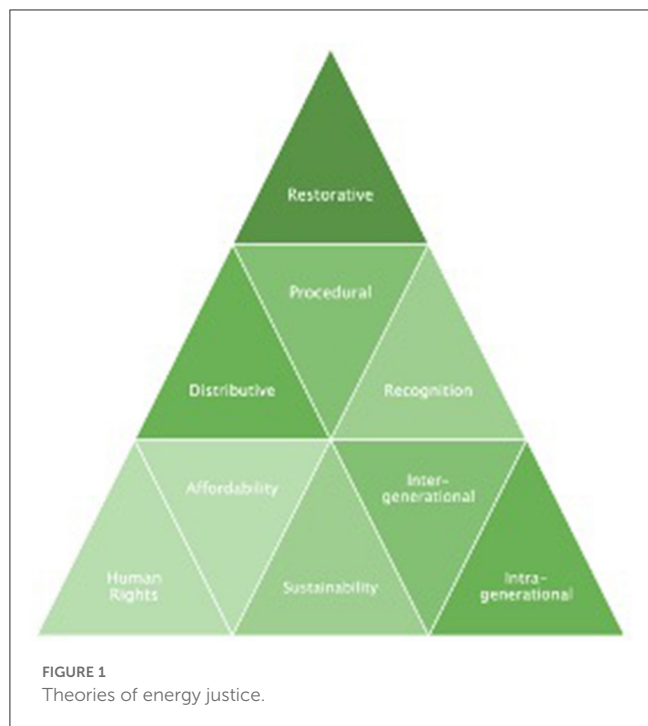 Restorative
Procedural
Distributive
Recognition
Affordability
Inter-
generational
Human
Rights
Sustainability
Intra-
generational
FIGURE 1
Theories of energy justice.